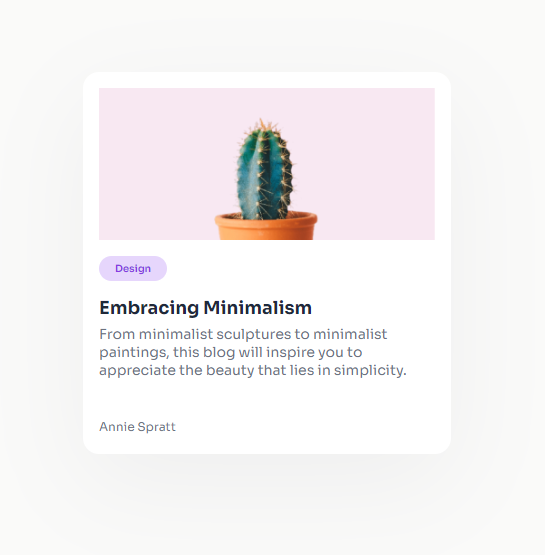 Design
Embracing Minimalism
From minimalist sculptures to minimalist
paintings, this blog will inspire you to
appreciate the beauty that lies in simplicity.
Annie Spratt